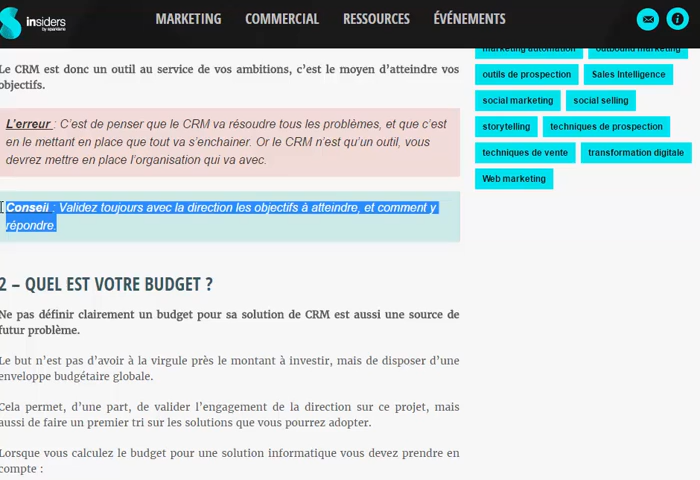 insiders
MARKETING COMMERCIAL RESSOURCES ÉVÉNEMENTS
Le CRM est donc un outil au service de vos ambitions, c'est le moyen d'atteindre vos
objectifs.
L'erreur : C'est de penser que le CRM va résoudre tous les problèmes, et que c'est
en le mettant en place que tout va s'enchainer. Or le CRM n'est qu'un outil, vous
devrez mettre en place l'organisation qui va avec.
Conseil : Validez toujours avec la direction les objectifs à atteindre, et comment y
répondre.
2 – QUEL EST VOTRE BUDGET ?
Ne pas définir clairement un budget pour sa solution de CRM est aussi une source de
futur problème.
Le but n'est pas d'avoir à la virgule près le montant à investir, mais de disposer d'une
enveloppe budgétaire globale.
Cela permet, d'une part, de valider l'engagement de la direction sur ce projet, mais
aussi de faire un premier tri sur les solutions que vous pourrez adopter.
Lorsque vous calculez le budget pour une solution informatique vous devez prendre en
compte :
marketing automation outbound marketing
outils de prospection Sales Intelligence
social marketing social selling
storytelling techniques de prospection
techniques de vente transformation digitale
Web marketing